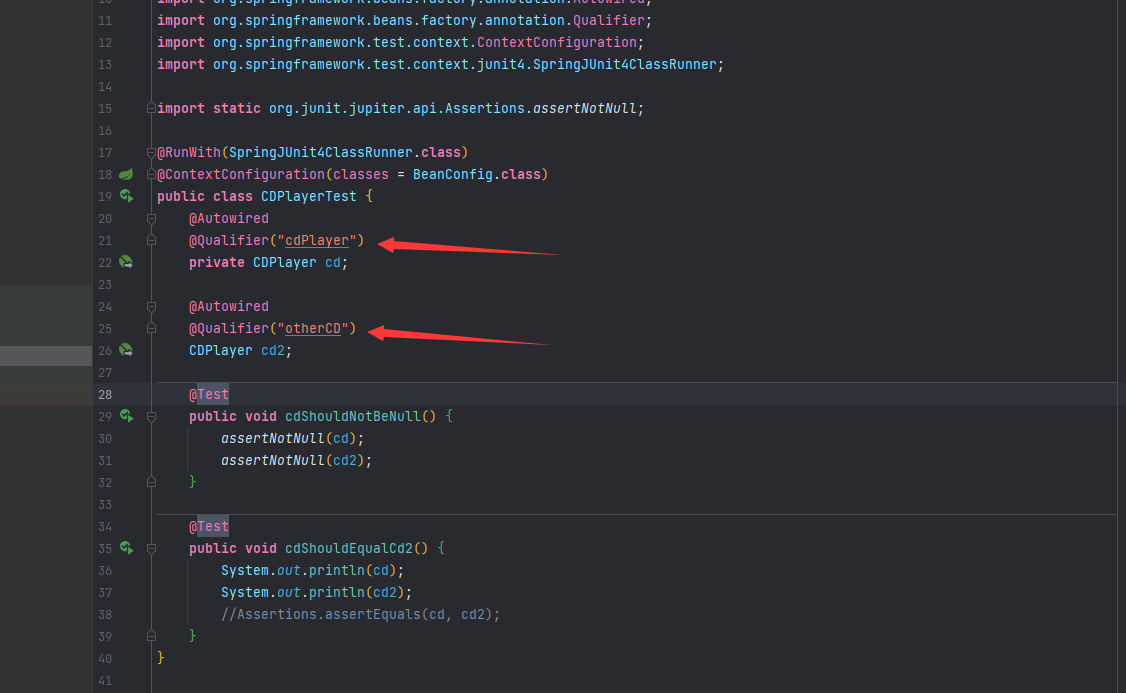 10 import org.springframework.beans.factory.annotation.Autowired;
11 import org.springframework.beans.factory.annotation.Qualifier;
12 import org.springframework.test.context.ContextConfiguration;
13 import org.springframework.test.context.junit4.SpringJUnit4ClassRunner;
14
15 import static org.junit.jupiter.api.Assertions.assertNotNull;
16
17 @RunWith(SpringJUnit4ClassRunner.class)
18 @ContextConfiguration(classes = BeanConfig.class)
19 public class CDPlayerTest {
20     @Autowired
21     @Qualifier("cdPlayer")
22     private CDPlayer cd;
23
24     @Autowired
25     @Qualifier("otherCD")
26     CDPlayer cd2;
27
28     @Test
29     public void cdShouldNotBeNull() {
30         assertNotNull(cd);
31         assertNotNull(cd2);
32     }
33
34     @Test
35     public void cdShouldEqualCd2() {
36         System.out.println(cd);
37         System.out.println(cd2);
38         //Assertions.assertEquals(cd, cd2);
39     }
40 }
41